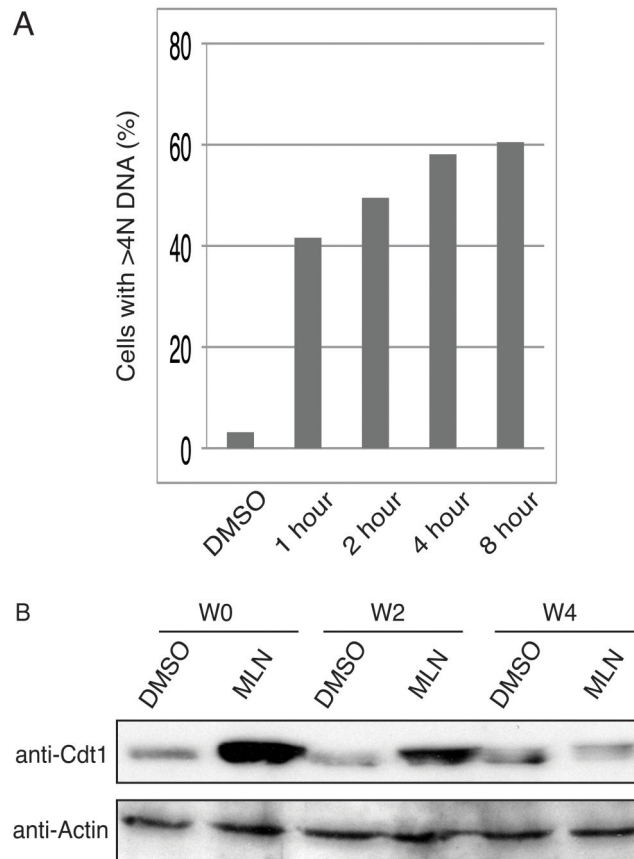 A
Cells with >4N DNA (%)
80
60
40
20
0
DMSO
1 hour
2 hour
4 hour
8 hour
B
W0
W2
W4
DMSO
MLN
DMSO
MLN
DMSO
MLN
anti-Cdt1
anti-Actin